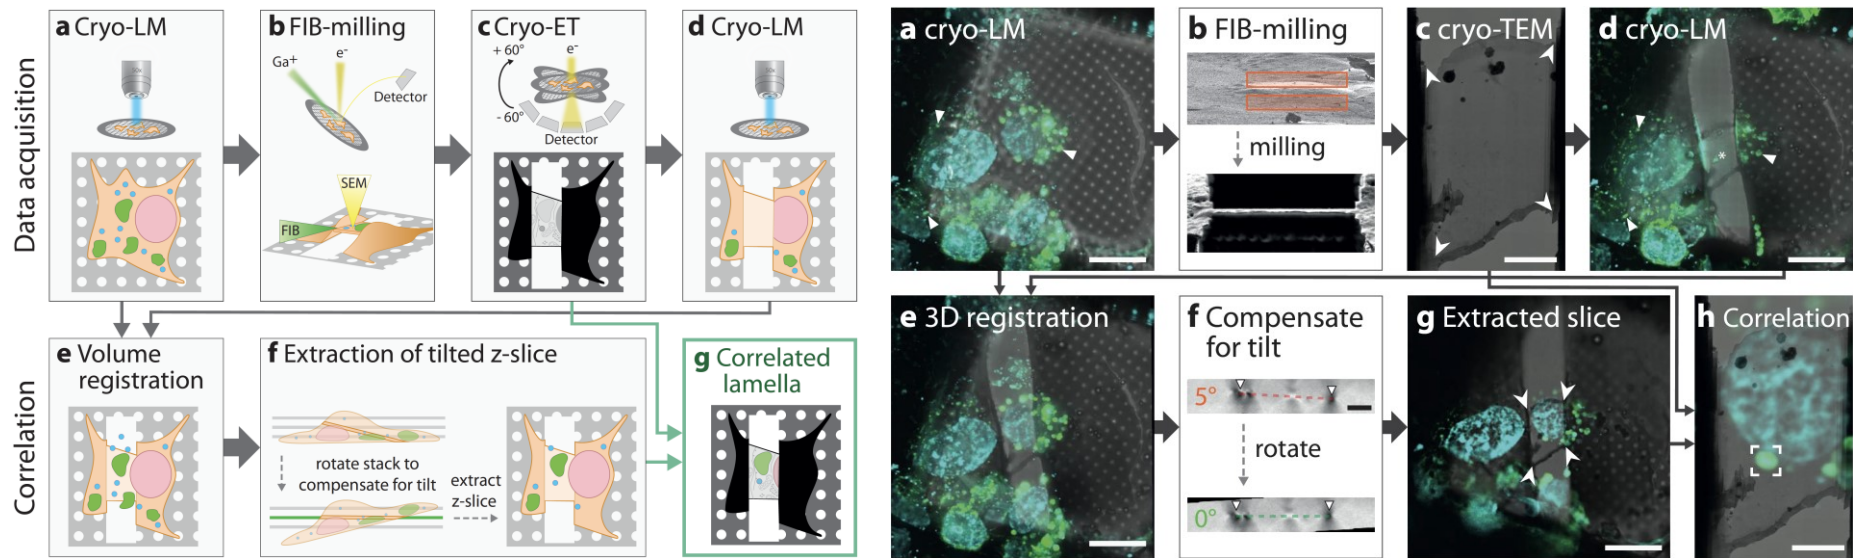 Data acquisition
a Cryo-LM
b FIB-milling
Ga+
e-
Detector
SEM
FIB
c Cryo-ET
+ 60°
e-
- 60°
Detector
d Cryo-LM
Correlation
e Volume
registration
f Extraction of tilted z-slice
rotate stack to
compensate for tilt
extract
z-slice
g Correlated
lamella
a cryo-LM
b FIB-milling
milling
c cryo-TEM
d cryo-LM
*
e 3D registration
f Compensate
for tilt
5°
rotate
0°
g Extracted slice
h Correlation